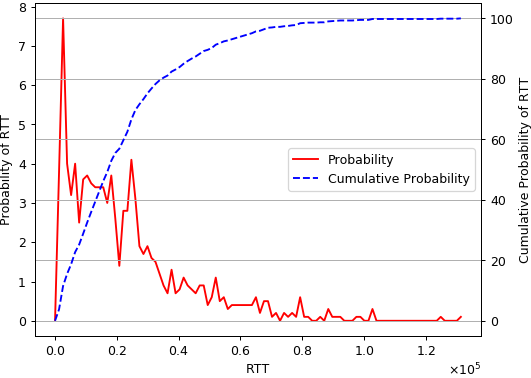 8
7
6
5
4
3
2
1
0
Probability of RTT
100
80
60
40
20
0
Cumulative Probability of RTT
Probability
Cumulative Probability
0.0 0.2 0.4 0.6 0.8 1.0 1.2
×10⁵
RTT